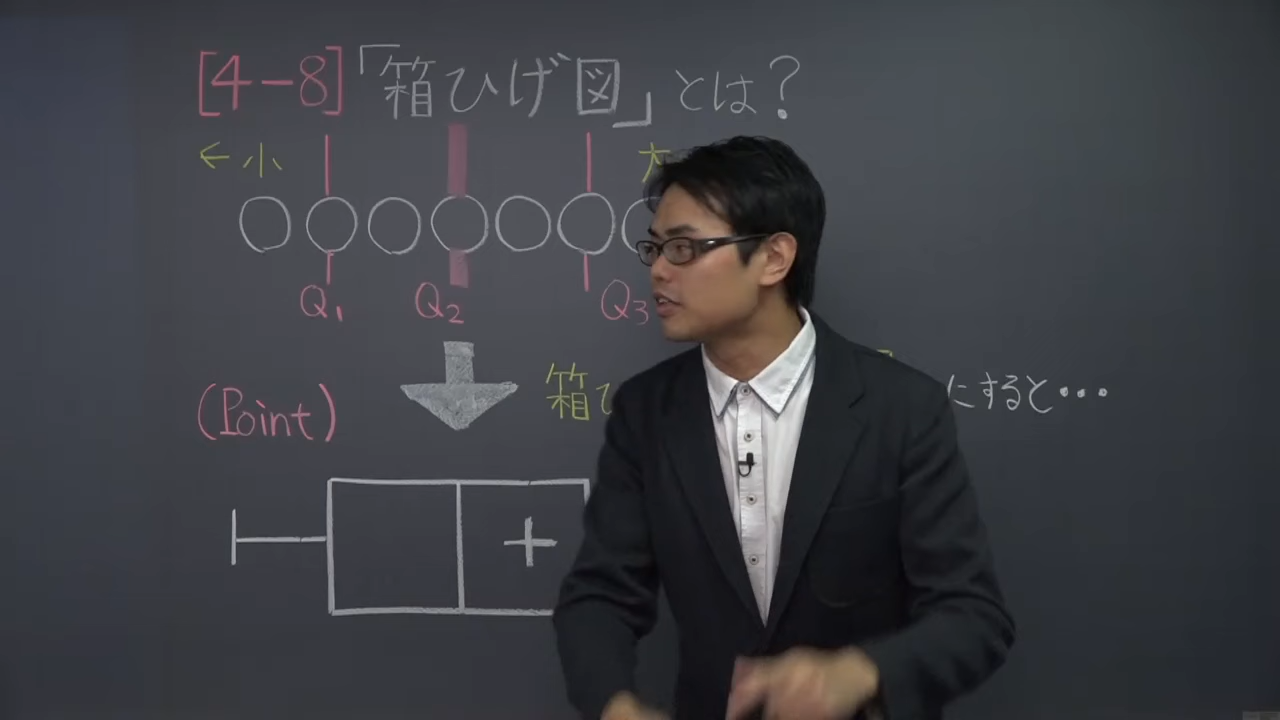 [4-8]「箱ひげ図」とは?
←小 大
Q₁ Q₂ Q₃
(Point) 箱ひ にすると・・・